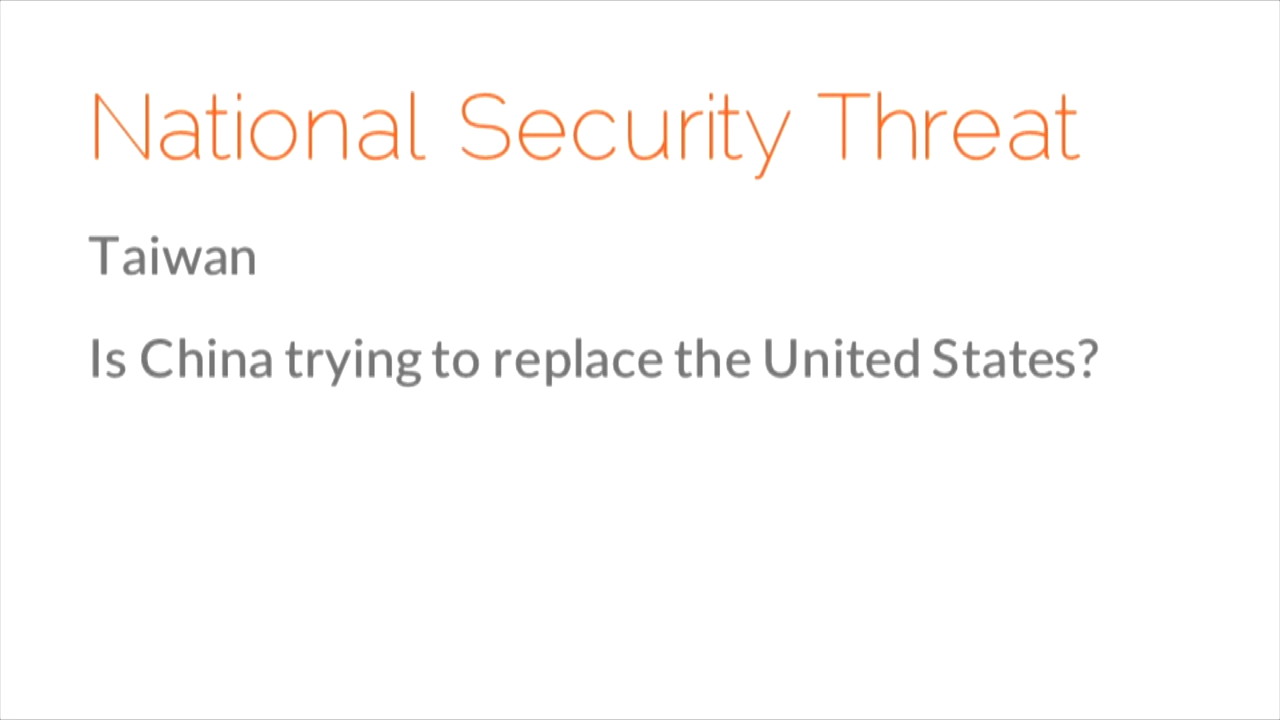 National Security Threat
Taiwan
Is China trying to replace the United States?